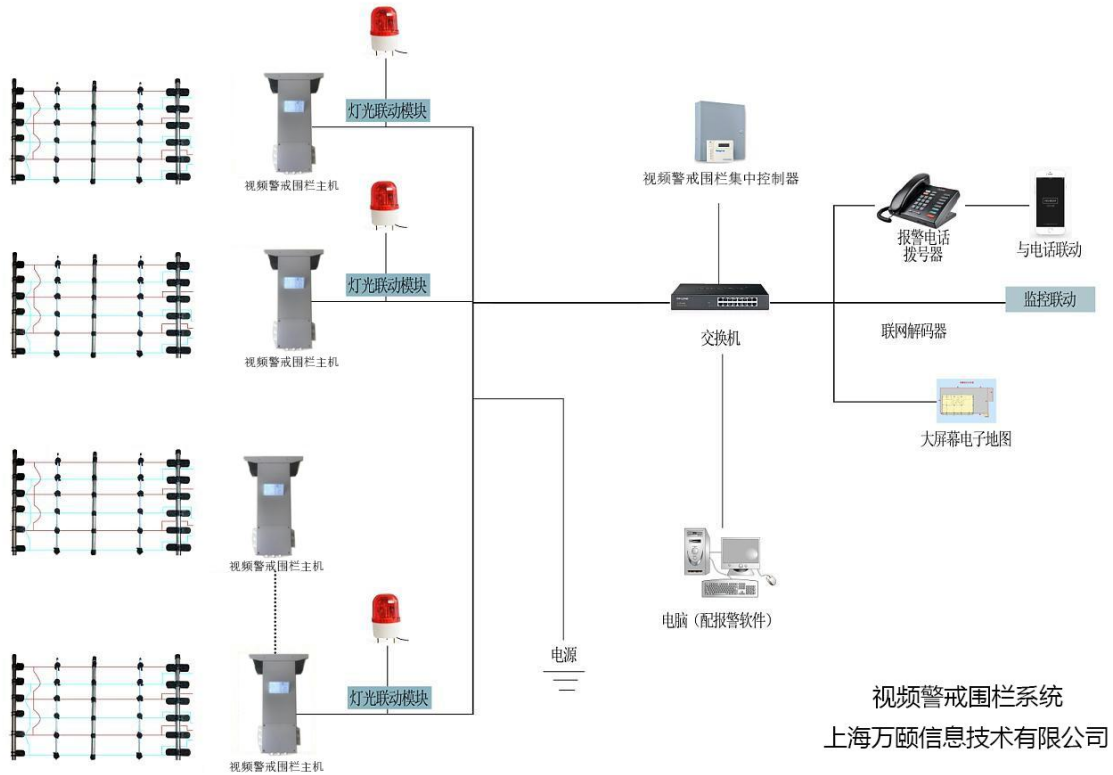 灯光联动模块
视频警戒围栏主机
视频警戒围栏集中控制器
灯光联动模块
视频警戒围栏主机
报警电话
拨号器
与电话联动
监控联动
交换机
联网解码器
大屏幕电子地图
视频警戒围栏主机
电脑（配报警软件）
电源
灯光联动模块
视频警戒围栏主机
视频警戒围栏系统
上海万颐信息技术有限公司